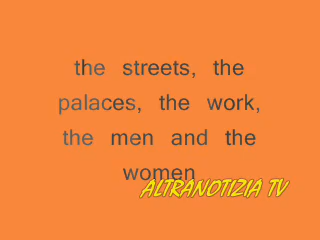 the streets, the
palaces, the work,
the men and the
women
ALTRANOTIZIA TV